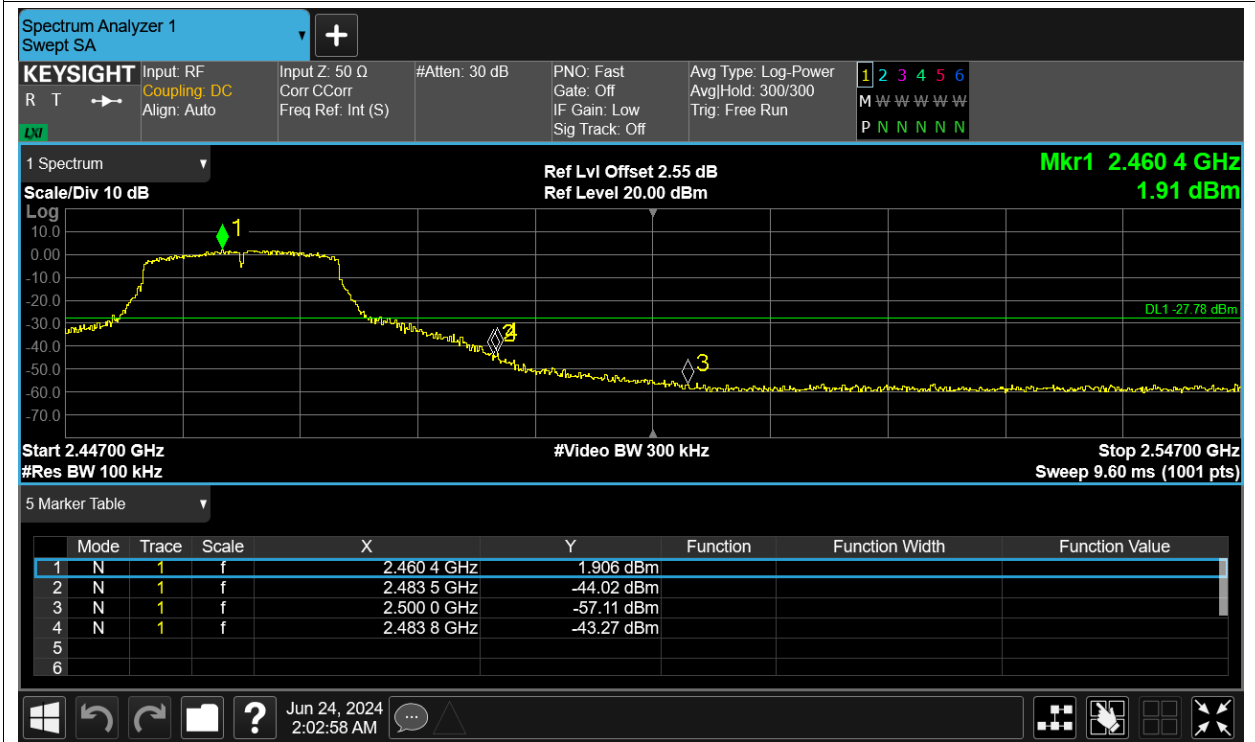 Spectrum Analyzer 1
Swept SA
+
KEYSIGHT Input: RF Input Z: 50 Ω #Atten: 30 dB PNO: Fast Avg Type: Log-Power 1 2 3 4 5 6
R T Coupling: DC Corr CCorr Gate: Off Avg|Hold: 300/300 M W W W W W
Align: Auto Freq Ref: Int (S) IF Gain: Low Trig: Free Run
LXI Sig Track: Off P N N N N N
1 Spectrum Ref Lvl Offset 2.55 dB Mkr1 2.460 4 GHz
Scale/Div 10 dB Ref Level 20.00 dBm 1.91 dBm
Log
1
10.0
0.00
-10.0
-20.0
DL1 -27.78 dBm
-30.0
2 4
-40.0
3
-50.0
-60.0
-70.0
Start 2.44700 GHz #Video BW 300 kHz Stop 2.54700 GHz
#Res BW 100 kHz Sweep 9.60 ms (1001 pts)
5 Marker Table
Mode Trace Scale X Y Function Function Width Function Value
1 N 1 f 2.460 4 GHz 1.906 dBm
2 N 1 f 2.483 5 GHz -44.02 dBm
3 N 1 f 2.500 0 GHz -57.11 dBm
4 N 1 f 2.483 8 GHz -43.27 dBm
5
6
? Jun 24, 2024
2:02:58 AM